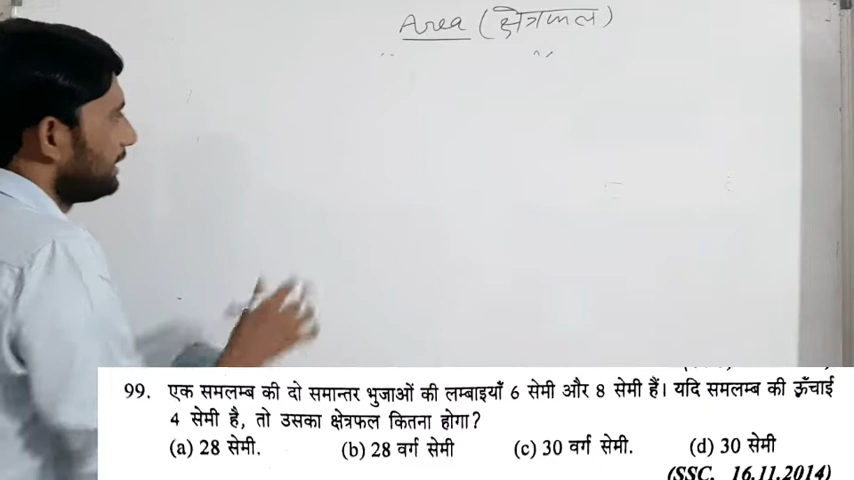 Area (क्षेत्रफल)
99. एक समलम्ब की दो समान्तर भुजाओं की लम्बाइयाँ 6 सेमी और 8 सेमी हैं। यदि समलम्ब की ऊँचाई
4 सेमी है, तो उसका क्षेत्रफल कितना होगा?
(a) 28 सेमी. (b) 28 वर्ग सेमी (c) 30 वर्ग सेमी. (d) 30 सेमी
(SSC. 16.11.2014)